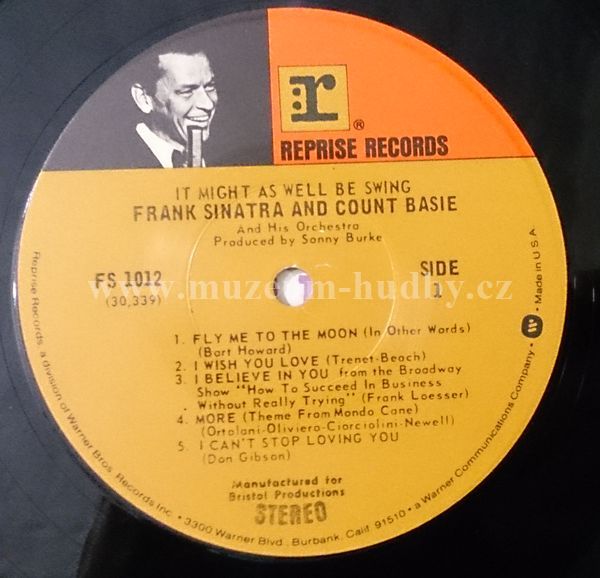 r
®
REPRISE RECORDS
IT MIGHT AS WELL BE SWING
FRANK SINATRA AND COUNT BASIE
And His Orchestra
Produced by Sonny Burke
FS 1012
(30,339)
SIDE
1
www.muzeum-hudby.cz
1. FLY ME TO THE MOON (In Other Words)
(Bart Howard)
2. I WISH YOU LOVE (Trenet-Beach)
3. I BELIEVE IN YOU from the Broadway
Show "How To Succeed In Business
Without Really Trying" (Frank Loesser)
4. MORE (Theme From Mondo Cane)
(Ortolani-Oliviero-Ciorciolini-Newell)
5. I CAN'T STOP LOVING YOU
(Don Gibson)
Manufactured for
Bristol Productions
STEREO
Reprise Records, a division of Warner Bros. Records Inc. • 3300 Warner Blvd., Burbank, Calif. 91510 • a Warner Communications Company • W • Made in U.S.A.